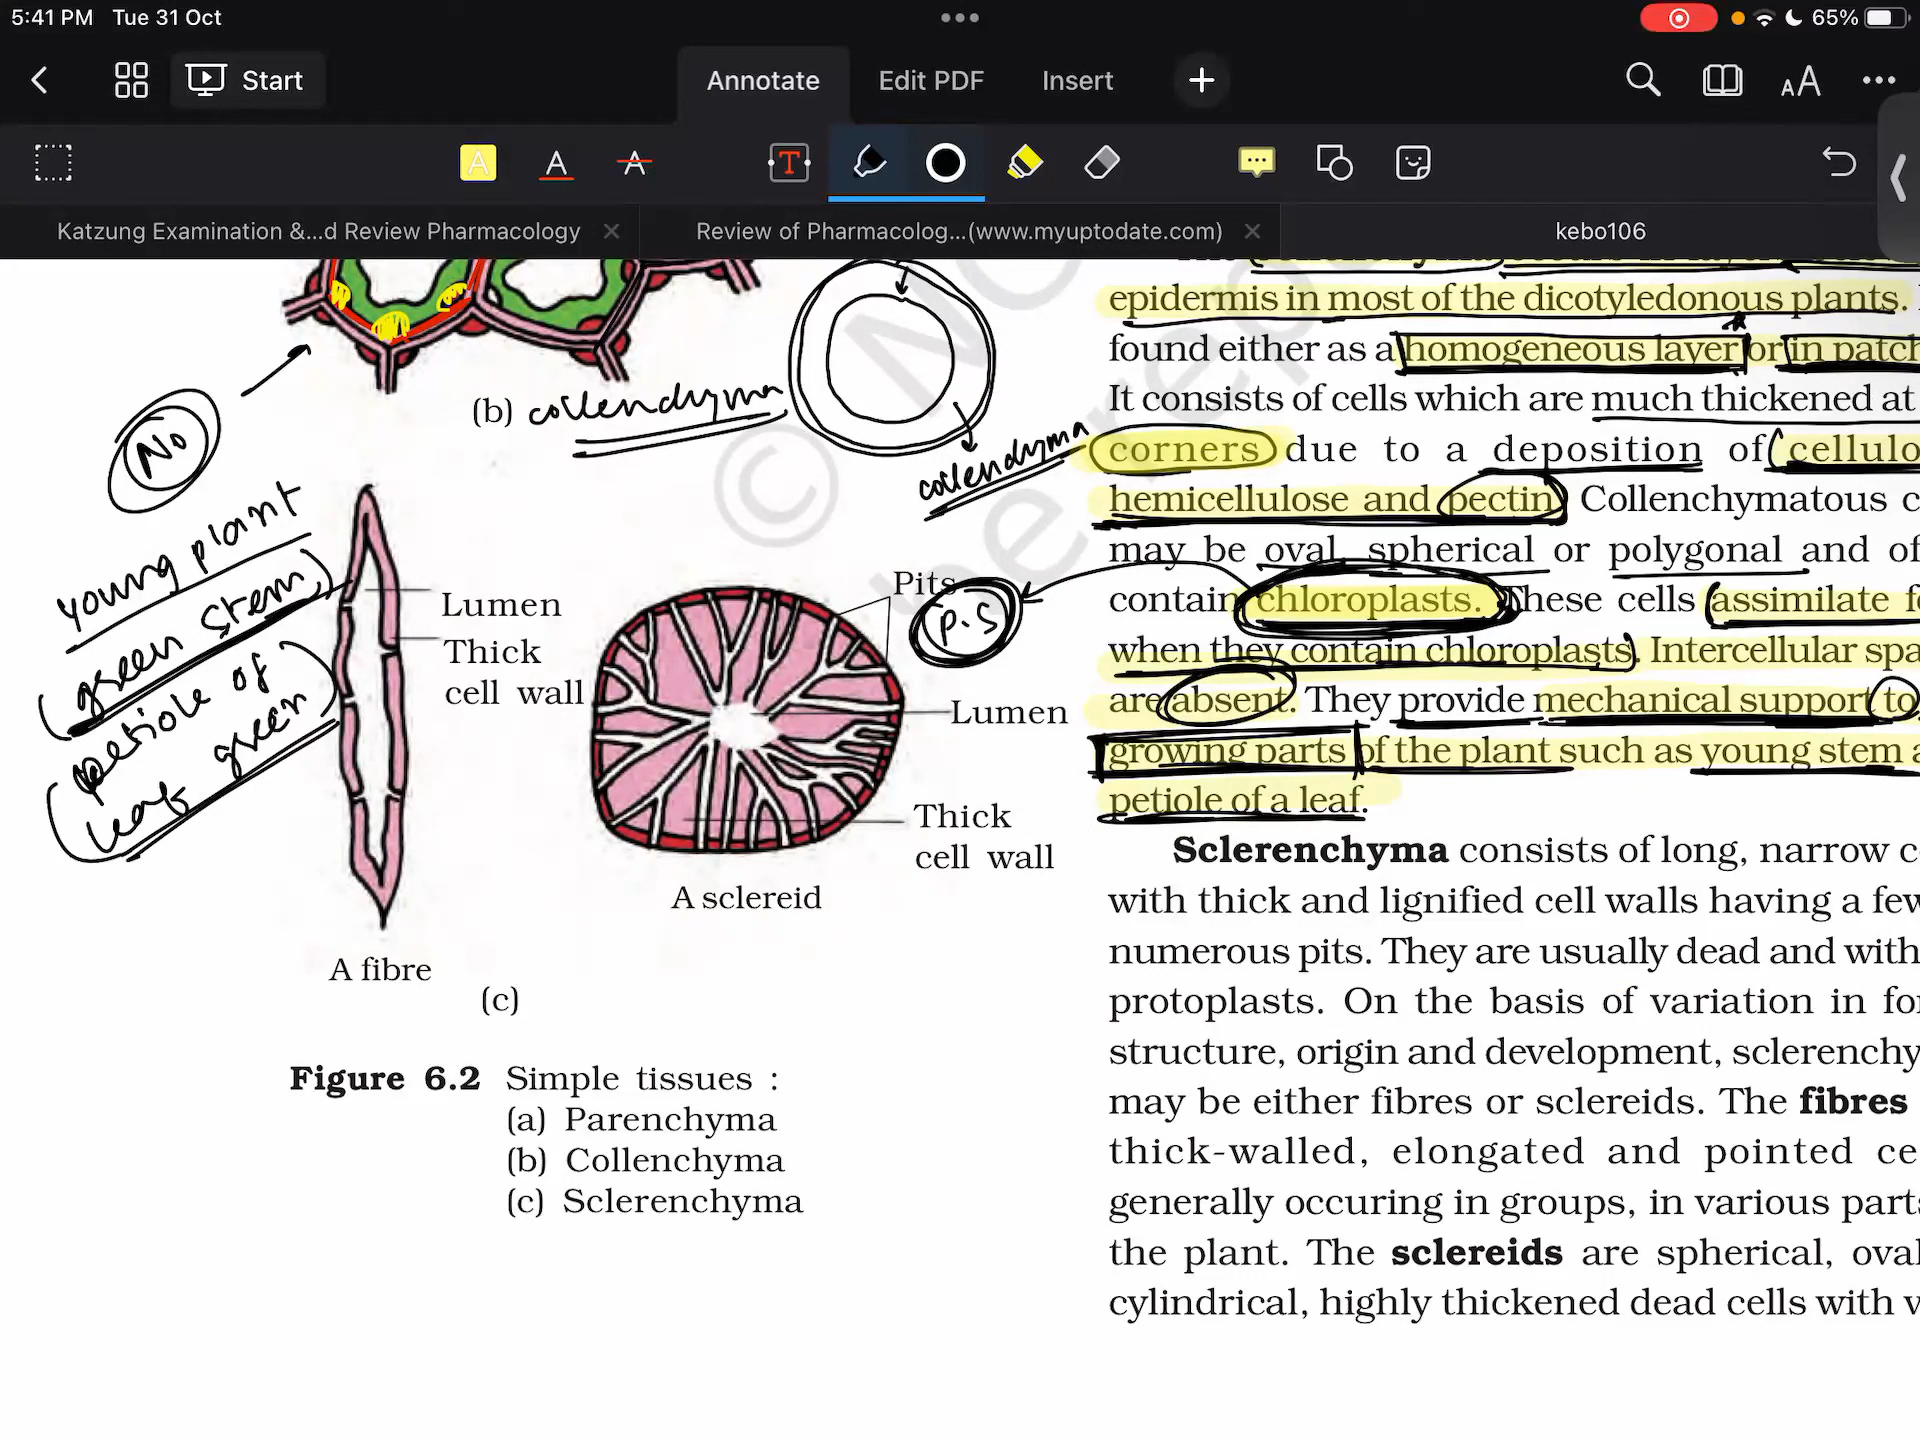 5:41 PM Tue 31 Oct
65%
Start
Annotate
Edit PDF
Insert
Katzung Examination &...d Review Pharmacology
Review of Pharmacolog...(www.myuptodate.com)
kebo106
epidermis in most of the dicotyledonous plants.
found either as a homogeneous layer or in patch
It consists of cells which are much thickened at
corners due to a deposition of cellulo
hemicellulose and pectin. Collenchymatous c
may be oval, spherical or polygonal and of
contain chloroplasts. These cells assimilate f
when they contain chloroplasts. Intercellular spa
are absent. They provide mechanical support to
growing parts of the plant such as young stem a
petiole of a leaf.
Sclerenchyma consists of long, narrow c
with thick and lignified cell walls having a few
numerous pits. They are usually dead and with
protoplasts. On the basis of variation in for
structure, origin and development, sclerenchy
may be either fibres or sclereids. The fibres
thick-walled, elongated and pointed ce
generally occuring in groups, in various parts
the plant. The sclereids are spherical, oval
cylindrical, highly thickened dead cells with v
(b) collenchyma
collenchyma
No
young plant
(green stem)
(petiole of
leaf green)
Lumen
Thick
cell wall
Pits
P.S
Lumen
Thick
cell wall
A sclereid
A fibre
(c)
Figure 6.2 Simple tissues :
(a) Parenchyma
(b) Collenchyma
(c) Sclerenchyma